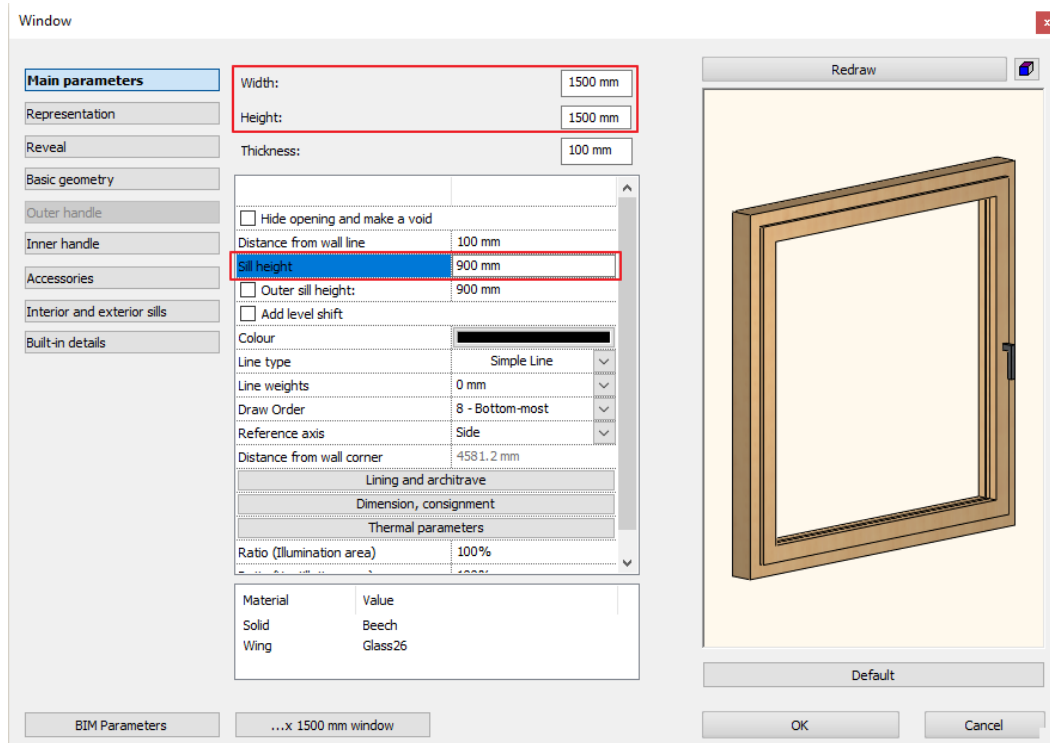 Window
x
Main parameters
Representation
Reveal
Basic geometry
Outer handle
Inner handle
Accessories
Interior and exterior sills
Built-in details
Width: 1500 mm
Height: 1500 mm
Thickness: 100 mm
Hide opening and make a void
Distance from wall line 100 mm
Sill height 900 mm
Outer sill height: 900 mm
Add level shift
Colour
Line type Simple Line
Line weights 0 mm
Draw Order 8 - Bottom-most
Reference axis Side
Distance from wall corner 4581.2 mm
Lining and architrave
Dimension, consignment
Thermal parameters
Ratio (Illumination area) 100%
Material Value
Solid Beech
Wing Glass26
Redraw
Default
BIM Parameters
...x 1500 mm window
OK
Cancel